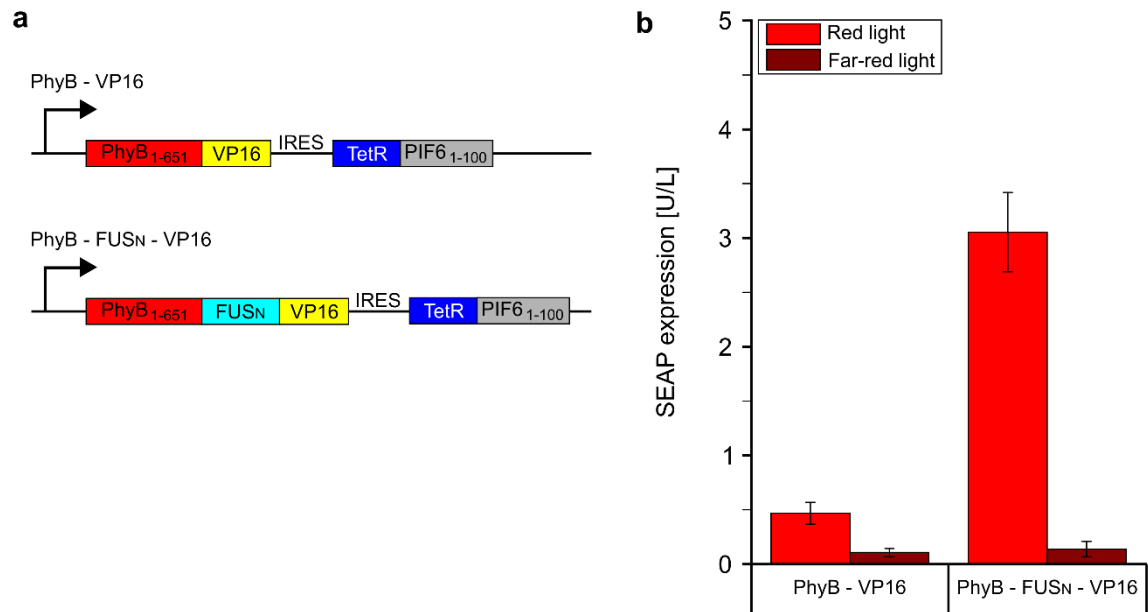 a
PhyB - VP16
PhyB1-651 VP16 IRES TetR PIF6 1-100
PhyB - FUSN - VP16
PhyB1-651 FUSN VP16 IRES TetR PIF6 1-100
b
Red light
Far-red light
SEAP expression [U/L]
5
4
3
2
1
0
PhyB - VP16
PhyB - FUSN - VP16